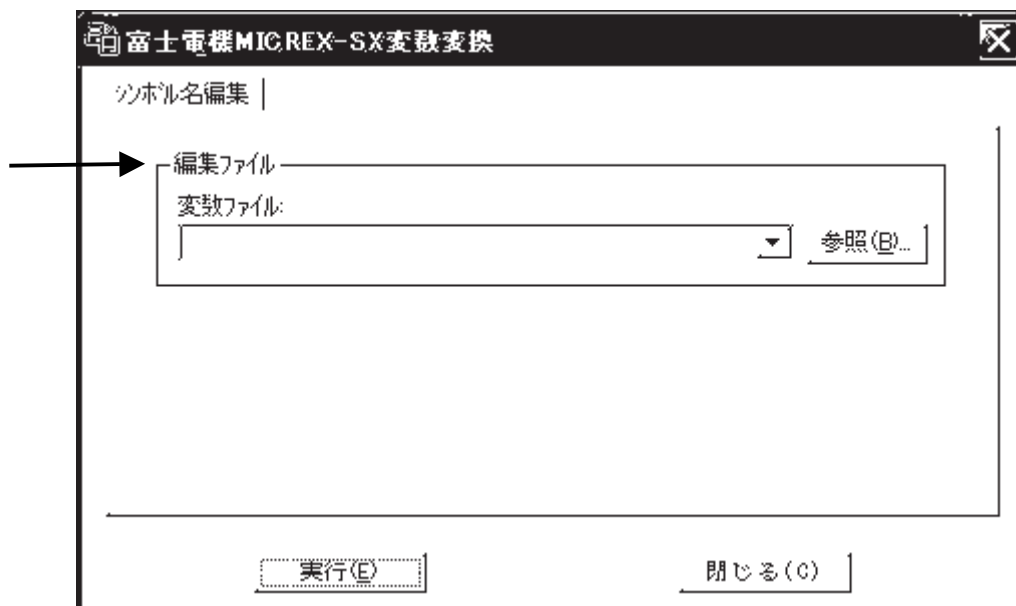 富士電機MICREX-SX変数変換
シンボル名編集
編集ファイル
変数ファイル:
参照(B)...
実行(E)
閉じる(C)